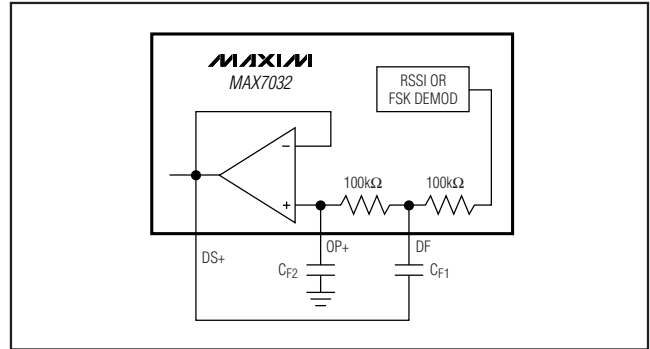 MAXIM
MAX7032
RSSI OR
FSK DEMOD
−
+
100kΩ
100kΩ
DS+
OP+
DF
CF2
CF1